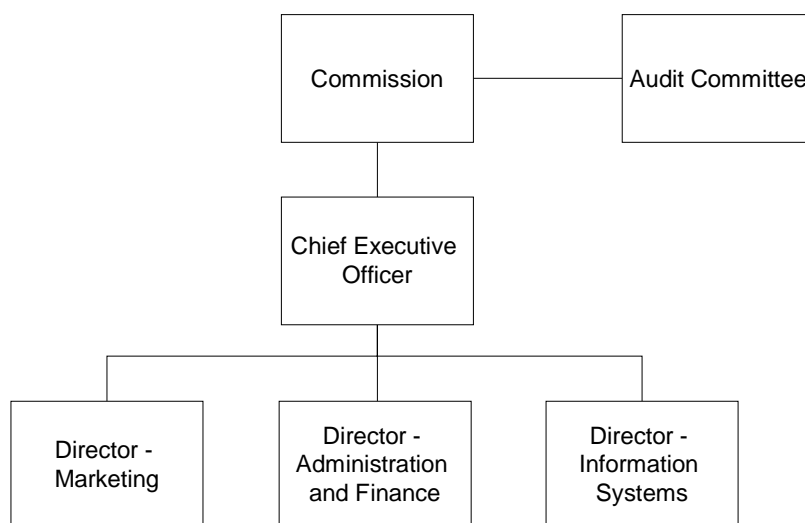 Commission
Audit Committee
Chief Executive
Officer
Director -
Marketing
Director -
Administration
and Finance
Director -
Information
Systems